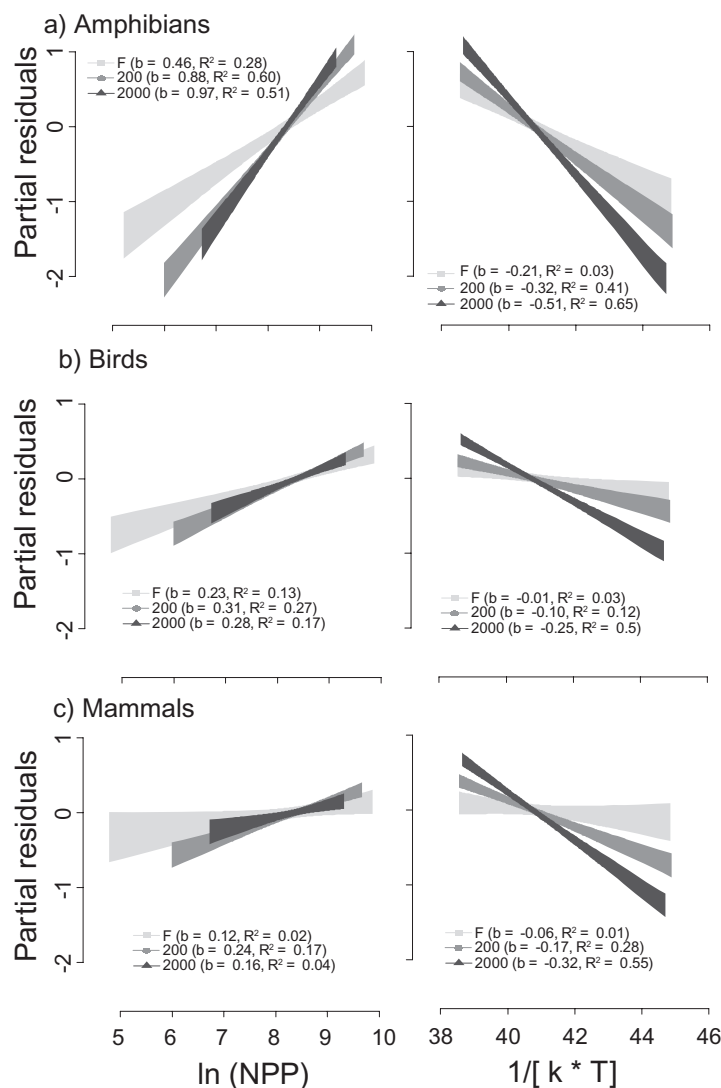 a) Amphibians
Partial residuals
1
0
-1
-2
F (b = 0.46, R² = 0.28)
200 (b = 0.88, R² = 0.60)
2000 (b = 0.97, R² = 0.51)
F (b = -0.21, R² = 0.03)
200 (b = -0.32, R² = 0.41)
2000 (b = -0.51, R² = 0.65)
b) Birds
Partial residuals
1
0
-1
-2
F (b = 0.23, R² = 0.13)
200 (b = 0.31, R² = 0.27)
2000 (b = 0.28, R² = 0.17)
F (b = -0.01, R² = 0.03)
200 (b = -0.10, R² = 0.12)
2000 (b = -0.25, R² = 0.5)
c) Mammals
Partial residuals
1
0
-1
-2
F (b = 0.12, R² = 0.02)
200 (b = 0.24, R² = 0.17)
2000 (b = 0.16, R² = 0.04)
F (b = -0.06, R² = 0.01)
200 (b = -0.17, R² = 0.28)
2000 (b = -0.32, R² = 0.55)
5 6 7 8 9 10
ln (NPP)
38 40 42 44 46
1/[ k * T]